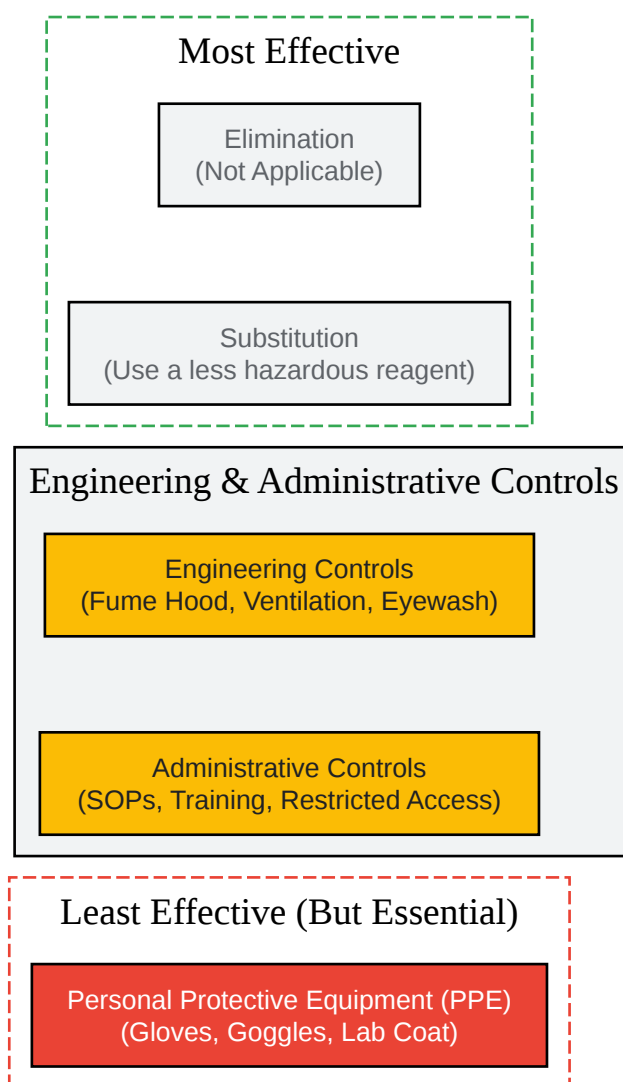 Most Effective
Elimination
(Not Applicable)
Substitution
(Use a less hazardous reagent)
Engineering & Administrative Controls
Engineering Controls
(Fume Hood, Ventilation, Eyewash)
Administrative Controls
(SOPs, Training, Restricted Access)
Least Effective (But Essential)
Personal Protective Equipment (PPE)
(Gloves, Goggles, Lab Coat)